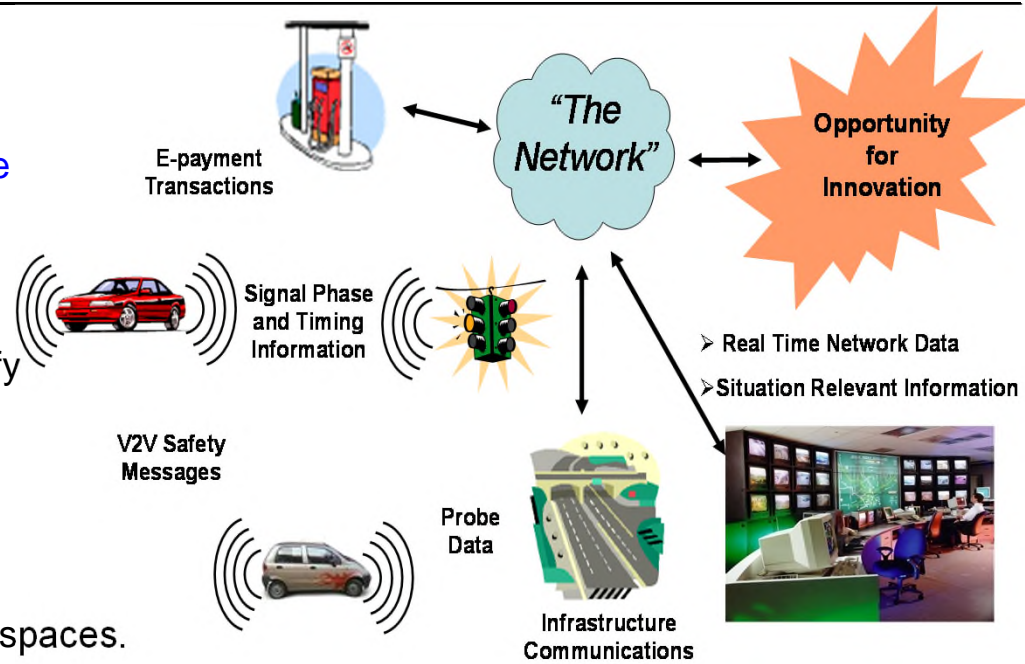 "The
Network"
Opportunity
for
Innovation
E-payment
Transactions
e
Signal Phase
and Timing
Information
fy
➢ Real Time Network Data
➢Situation Relevant Information
V2V Safety
Messages
Probe
Data
Infrastructure
Communications
spaces.